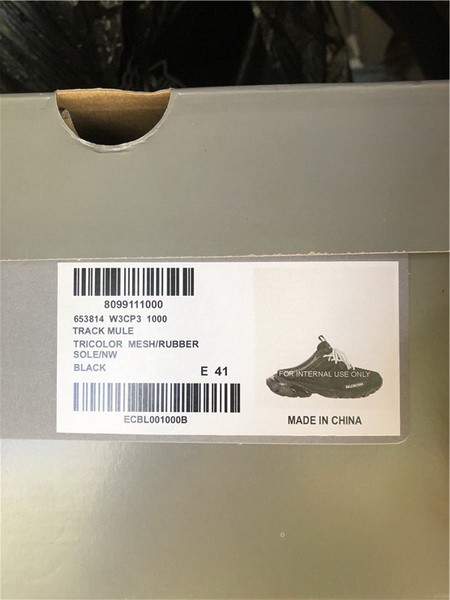 8099111000
653814 W3CP3 1000
TRACK MULE
TRICOLOR MESH/RUBBER
SOLE/NW
BLACK
E 41
ECBL001000B
FOR INTERNAL USE ONLY
BALENCIAGA
MADE IN CHINA